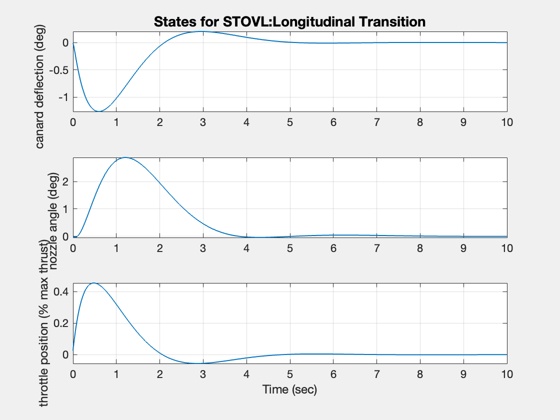 States for STOVL:Longitudinal Transition
canard deflection (deg)
0
-0.5
-1
0 1 2 3 4 5 6 7 8 9 10
nozzle angle (deg)
2
1
0
0 1 2 3 4 5 6 7 8 9 10
throttle position (% max thrust)
0.4
0.2
0
0 1 2 3 4 5 6 7 8 9 10
Time (sec)